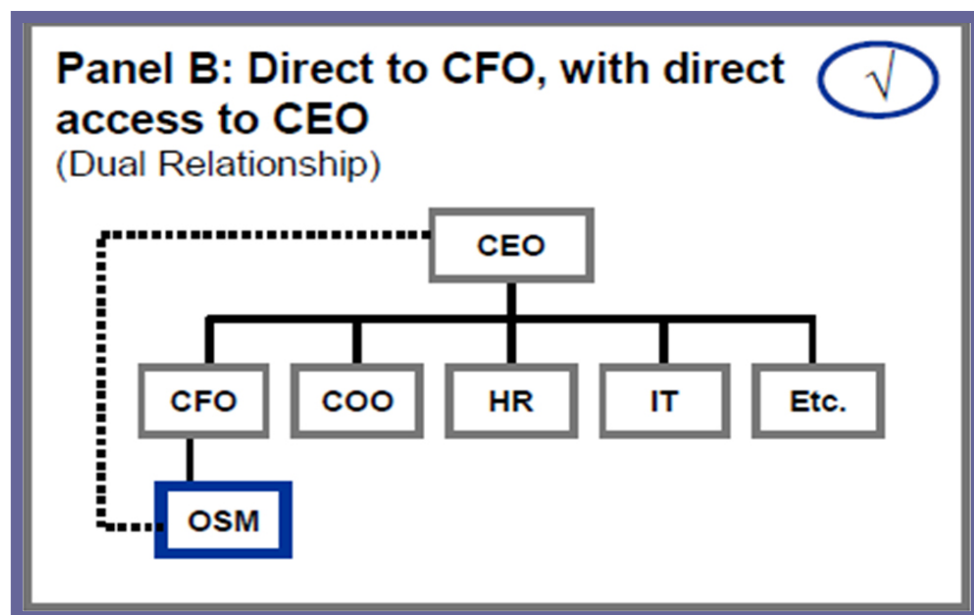 Panel B: Direct to CFO, with direct
access to CEO
(Dual Relationship)
√
CEO
CFO
COO
HR
IT
Etc.
OSM